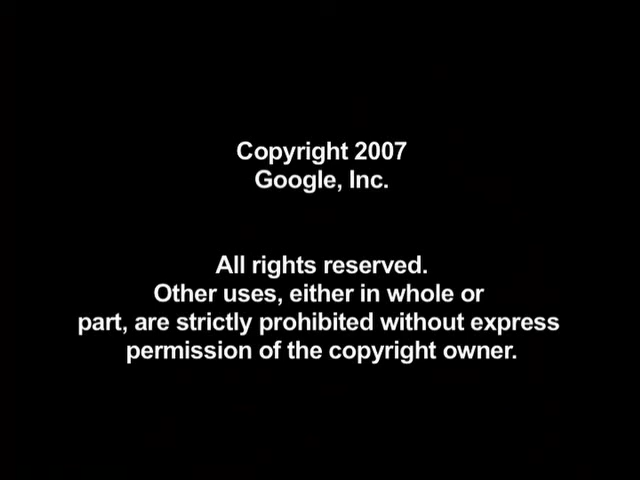 Copyright 2007
Google, Inc.
All rights reserved.
Other uses, either in whole or
part, are strictly prohibited without express
permission of the copyright owner.